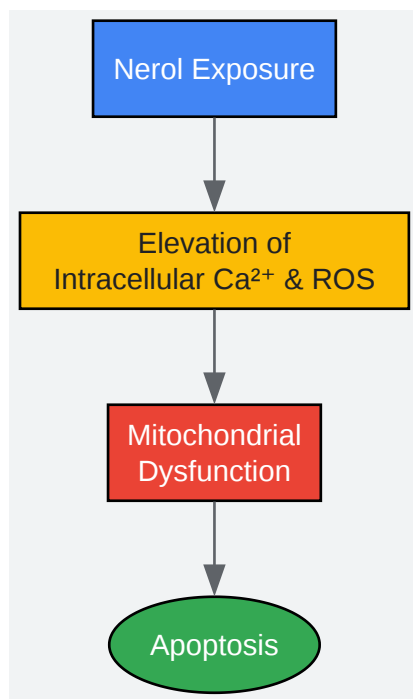 Nerol Exposure
Elevation of
Intracellular Ca²⁺ & ROS
Mitochondrial
Dysfunction
Apoptosis